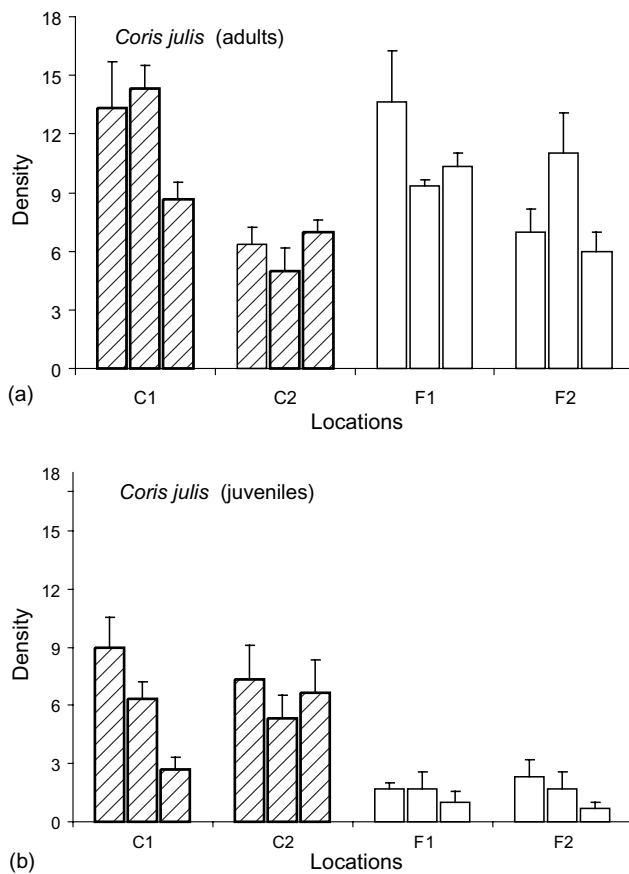 18
Coris julis (adults)
15
12
Density
9
6
3
0
(a)
C1 C2 F1 F2
Locations
18
Coris julis (juveniles)
15
12
Density
9
6
3
0
C1 C2 F1 F2
(b)
Locations